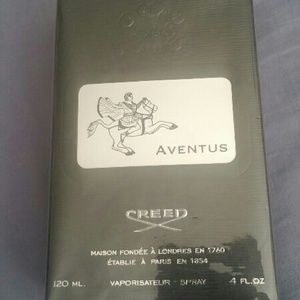 AVENTUS
CREED
MAISON FONDÉE À LONDRES EN 1760
ÉTABLIE À PARIS EN 1854
120 ML. VAPORISATEUR - SPRAY 4 FL.OZ